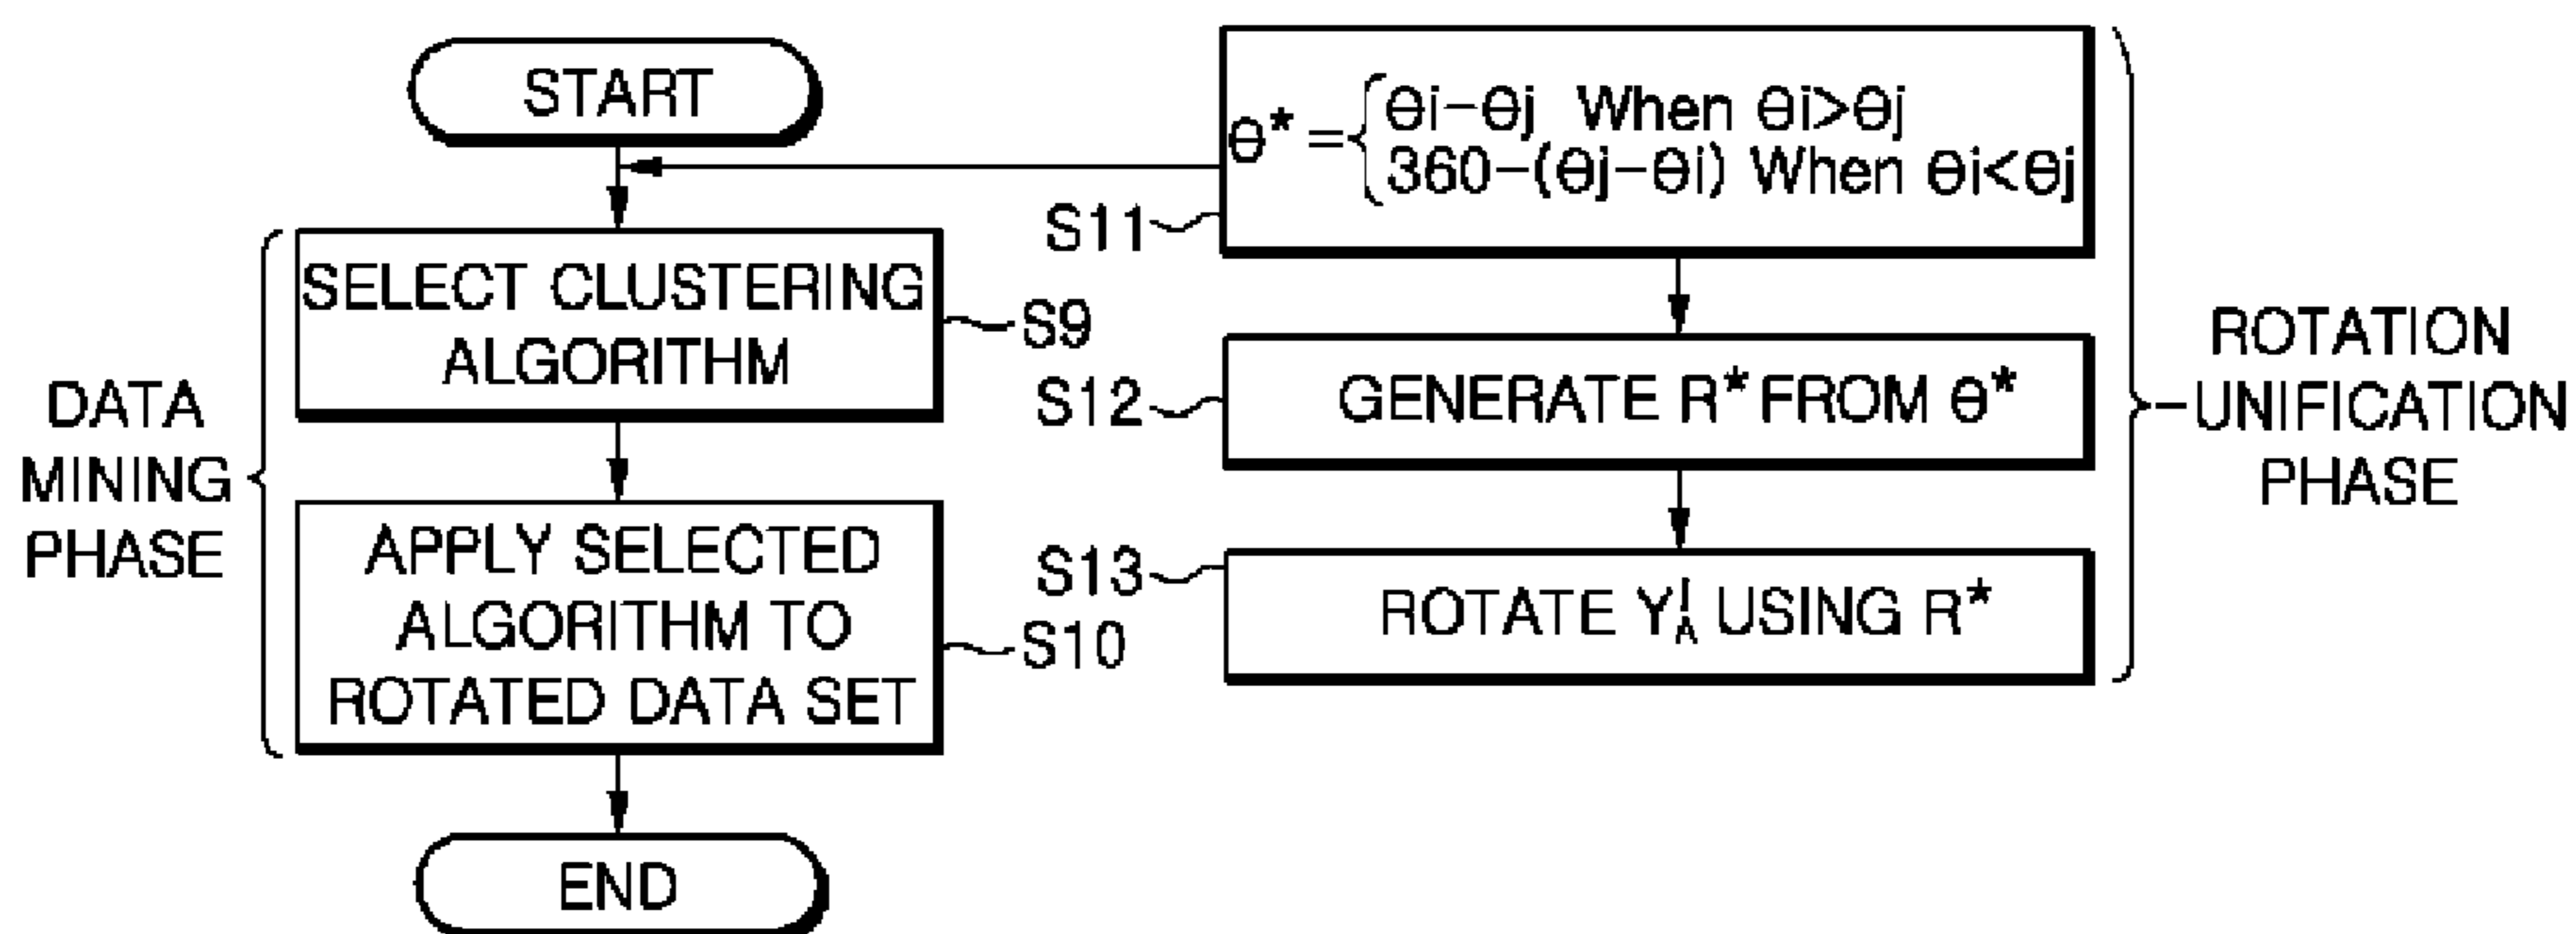 START
DATA
MINING
PHASE
SELECT CLUSTERING
ALGORITHM
S9
APPLY SELECTED
ALGORITHM TO
ROTATED DATA SET
S10
END
θ* = { θi-θj When θi>θj
360-(θj-θi) When θi<θj
S11
GENERATE R* FROM θ*
S12
ROTATE Y'A USING R*
S13
ROTATION
UNIFICATION
PHASE